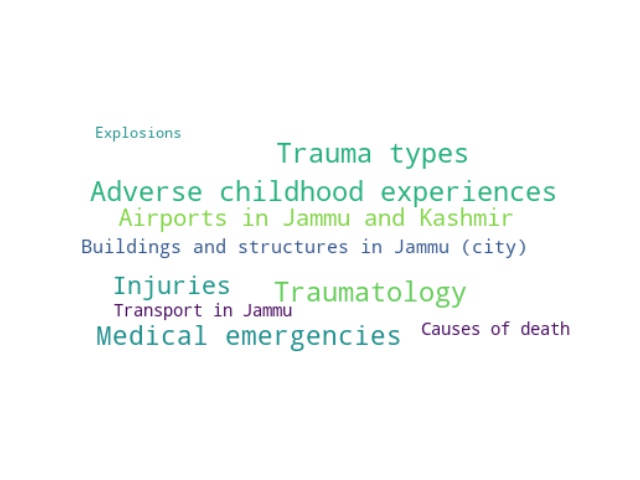 Explosions
Trauma types
Adverse childhood experiences
Airports in Jammu and Kashmir
Buildings and structures in Jammu (city)
Injuries
Traumatology
Transport in Jammu
Causes of death
Medical emergencies